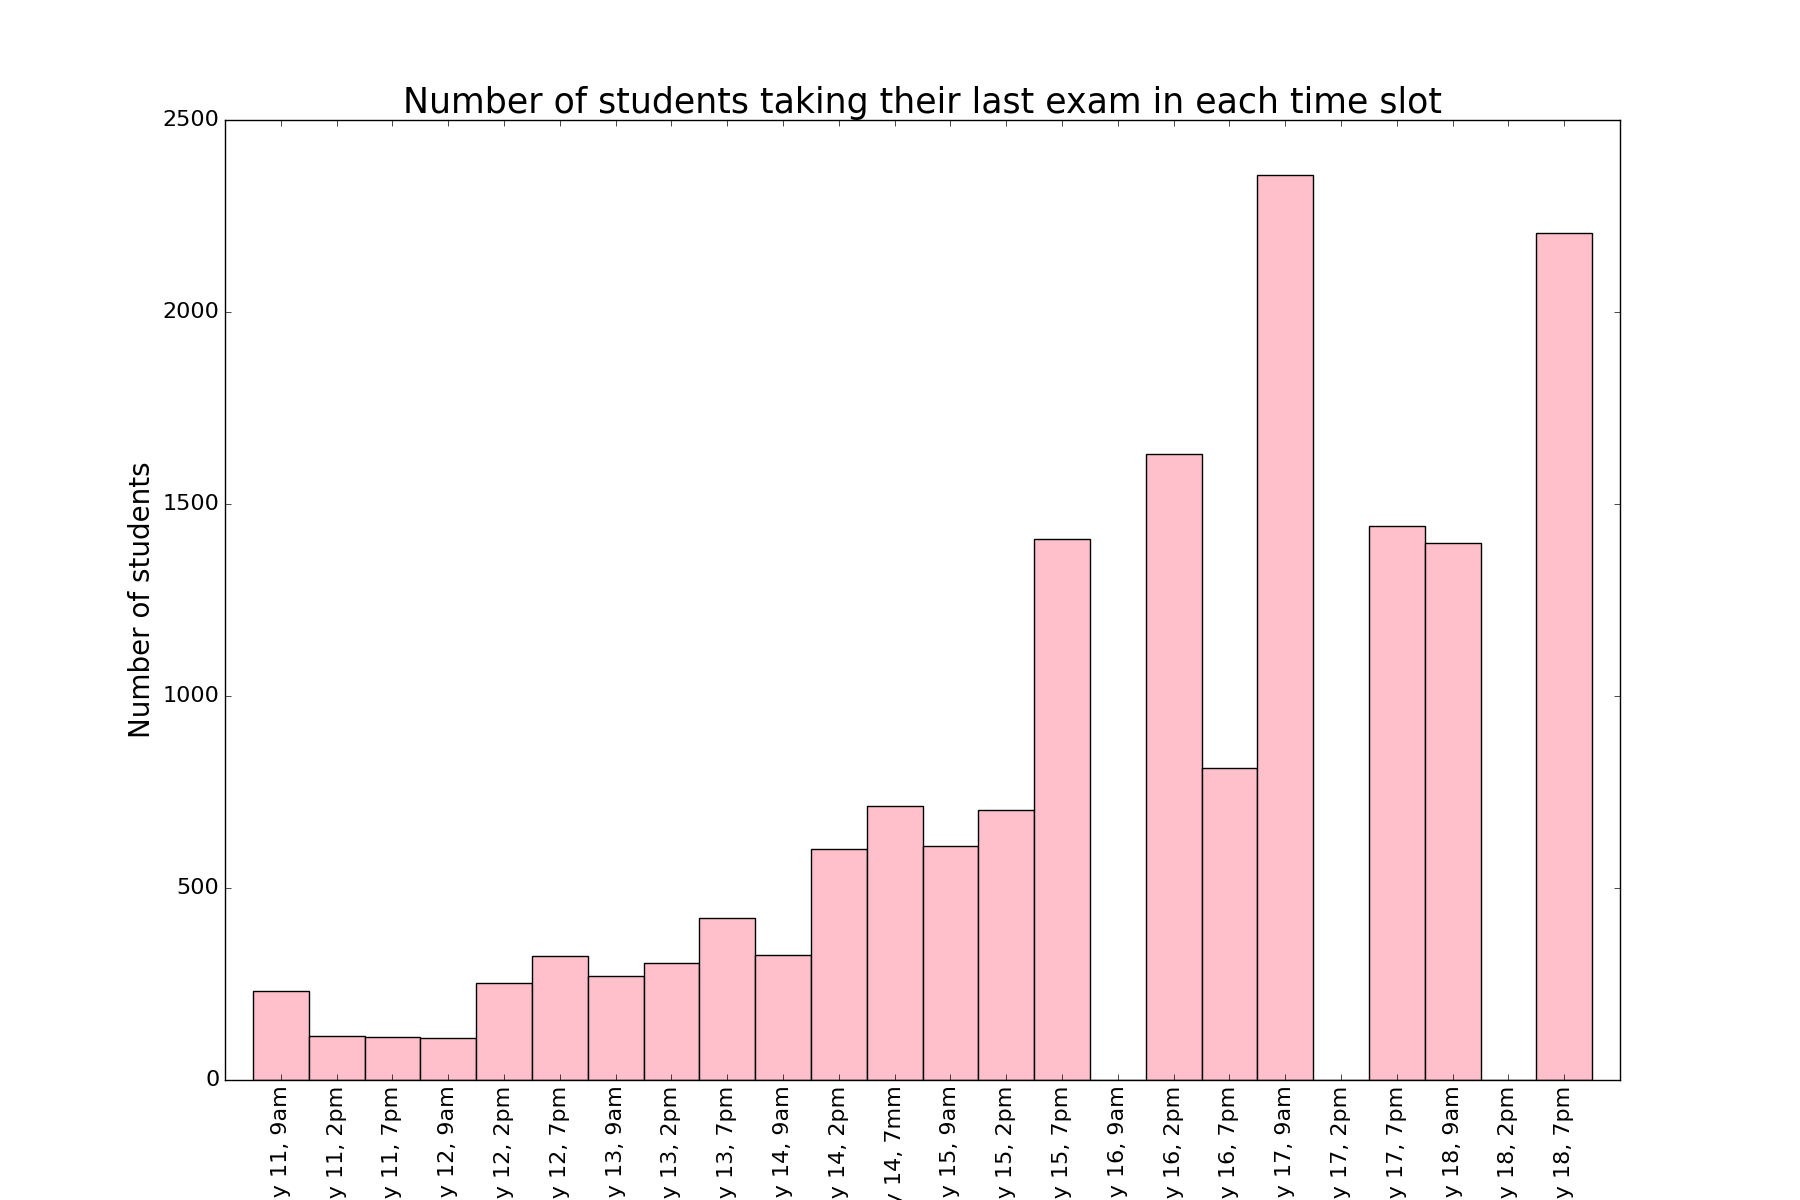 Number of students taking their last exam in each time slot
2500
2000
1500
1000
500
0
Number of students
y 11, 9am
y 11, 2pm
y 11, 7pm
y 12, 9am
y 12, 2pm
y 12, 7pm
y 13, 9am
y 13, 2pm
y 13, 7pm
y 14, 9am
y 14, 2pm
y 14, 7mm
y 15, 9am
y 15, 2pm
y 15, 7pm
y 16, 9am
y 16, 2pm
y 16, 7pm
y 17, 9am
y 17, 2pm
y 17, 7pm
y 18, 9am
y 18, 2pm
y 18, 7pm